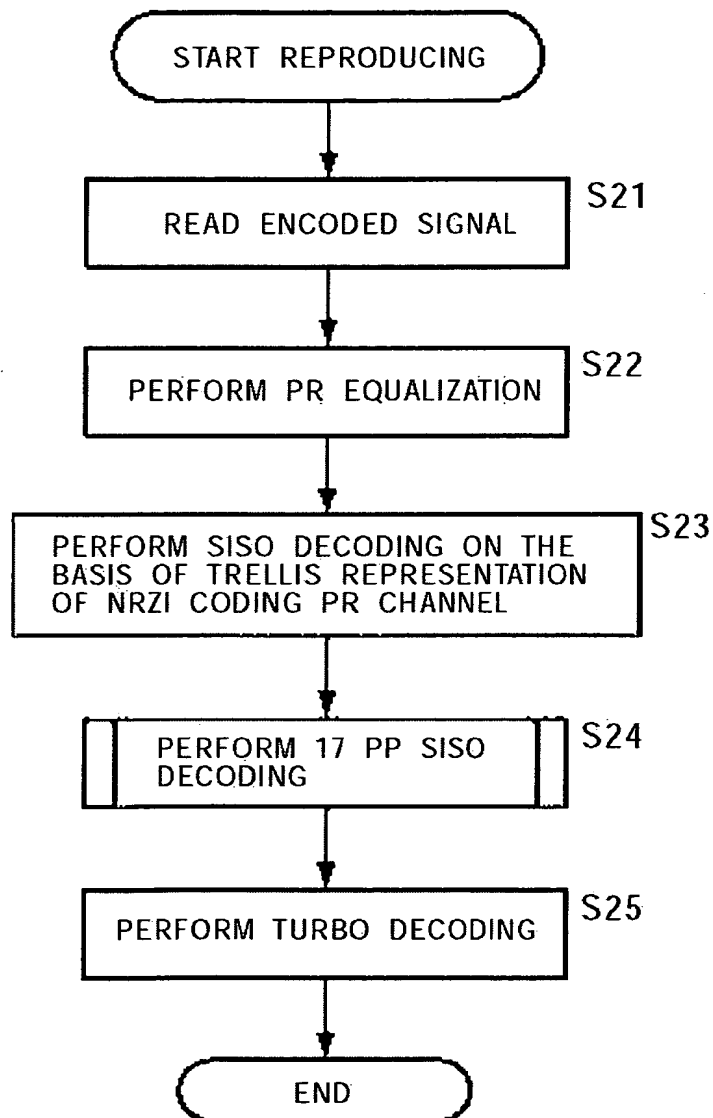 START REPRODUCING
S21
READ ENCODED SIGNAL
S22
PERFORM PR EQUALIZATION
S23
PERFORM SISO DECODING ON THE
BASIS OF TRELLIS REPRESENTATION
OF NRZI CODING PR CHANNEL
S24
PERFORM 17 PP SISO
DECODING
S25
PERFORM TURBO DECODING
END